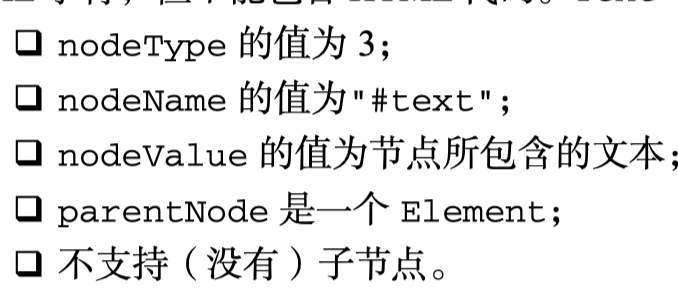 ❑ nodeType 的值为 3;
❑ nodeName 的值为"#text";
❑ nodeValue 的值为节点所包含的文本;
❑ parentNode 是一个 Element;
❑ 不支持（没有）子节点。